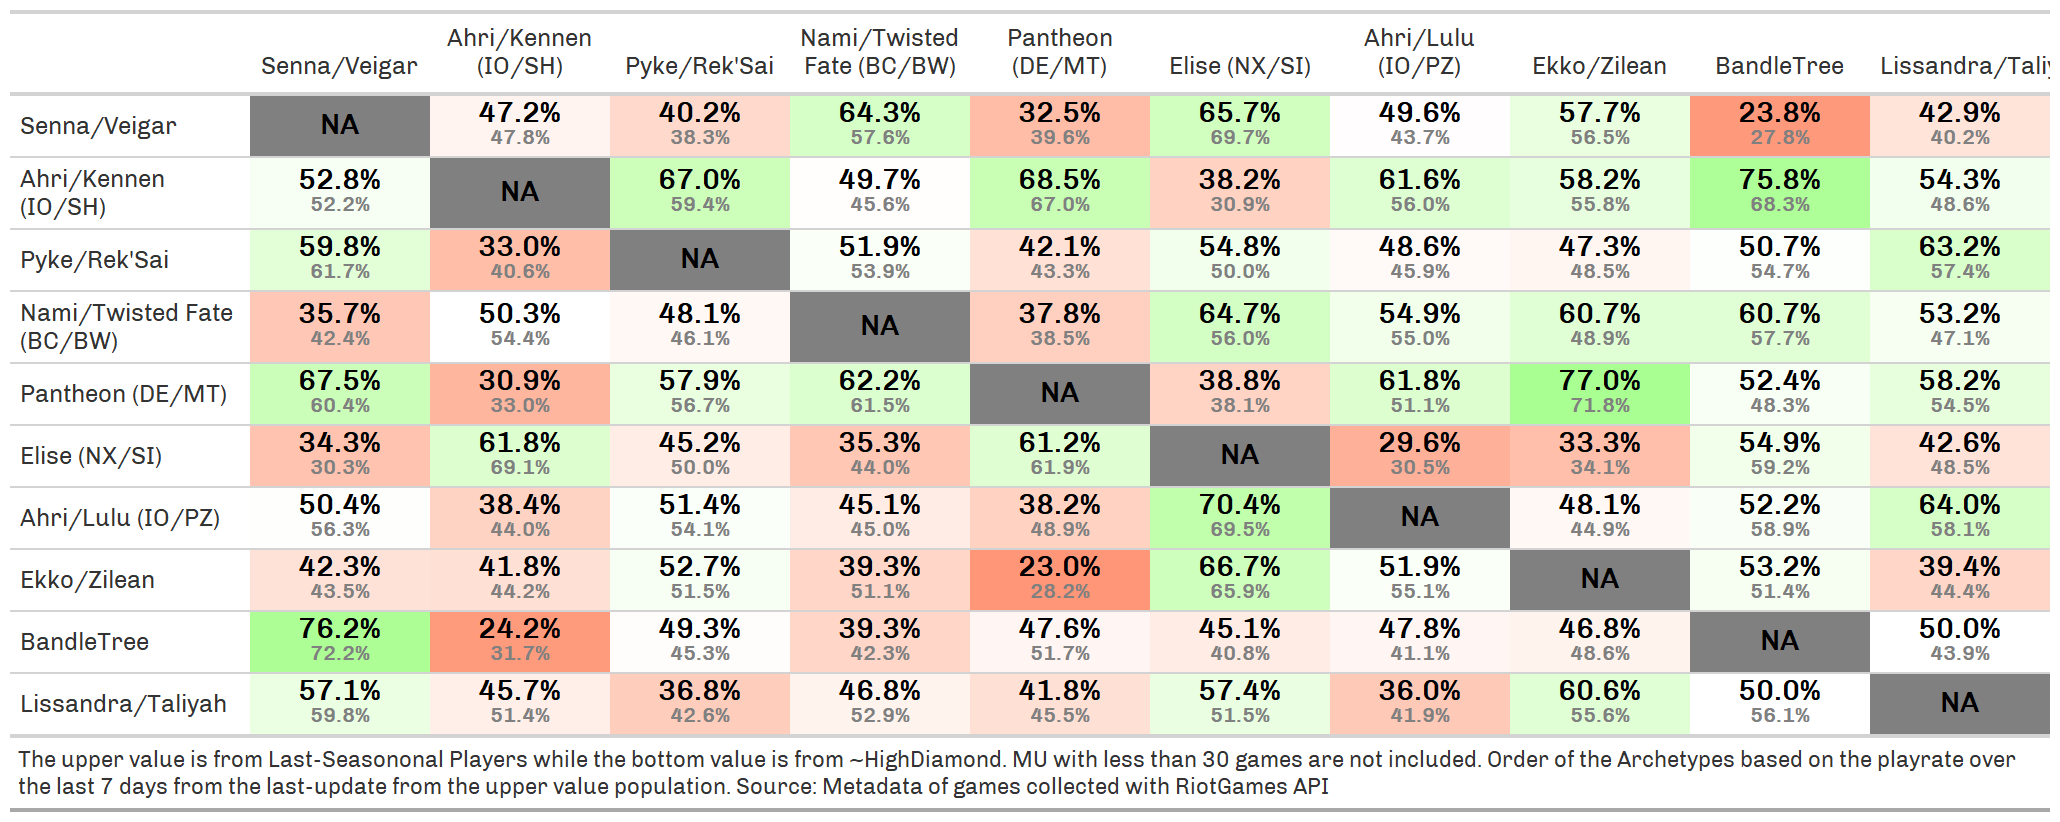 Senna/Veigar Ahri/Kennen (IO/SH) Pyke/Rek'Sai Nami/Twisted Fate (BC/BW) Pantheon (DE/MT) Elise (NX/SI) Ahri/Lulu (IO/PZ) Ekko/Zilean BandleTree Lissandra/Taliy
Senna/Veigar NA 47.2% 40.2% 64.3% 32.5% 65.7% 49.6% 57.7% 23.8% 42.9%
47.8% 38.3% 57.6% 39.6% 69.7% 43.7% 56.5% 27.8% 40.2%
Ahri/Kennen (IO/SH) 52.8% NA 67.0% 49.7% 68.5% 38.2% 61.6% 58.2% 75.8% 54.3%
52.2% 59.4% 45.6% 67.0% 30.9% 56.0% 55.8% 68.3% 48.6%
Pyke/Rek'Sai 59.8% 33.0% NA 51.9% 42.1% 54.8% 48.6% 47.3% 50.7% 63.2%
61.7% 40.6% 53.9% 43.3% 50.0% 45.9% 48.5% 54.7% 57.4%
Nami/Twisted Fate (BC/BW) 35.7% 50.3% 48.1% NA 37.8% 64.7% 54.9% 60.7% 60.7% 53.2%
42.4% 54.4% 46.1% 38.5% 56.0% 55.0% 48.9% 57.7% 47.1%
Pantheon (DE/MT) 67.5% 30.9% 57.9% 62.2% NA 38.8% 61.8% 77.0% 52.4% 58.2%
60.4% 33.0% 56.7% 61.5% 38.1% 51.1% 71.8% 48.3% 54.5%
Elise (NX/SI) 34.3% 61.8% 45.2% 35.3% 61.2% NA 29.6% 33.3% 54.9% 42.6%
30.3% 69.1% 50.0% 44.0% 61.9% 30.5% 34.1% 59.2% 48.5%
Ahri/Lulu (IO/PZ) 50.4% 38.4% 51.4% 45.1% 38.2% 70.4% NA 48.1% 52.2% 64.0%
56.3% 44.0% 54.1% 45.0% 48.9% 69.5% 44.9% 58.9% 58.1%
Ekko/Zilean 42.3% 41.8% 52.7% 39.3% 23.0% 66.7% 51.9% NA 53.2% 39.4%
43.5% 44.2% 51.5% 51.1% 28.2% 65.9% 55.1% 51.4% 44.4%
BandleTree 76.2% 24.2% 49.3% 39.3% 47.6% 45.1% 47.8% 46.8% NA 50.0%
72.2% 31.7% 45.3% 42.3% 51.7% 40.8% 41.1% 48.6% 43.9%
Lissandra/Taliyah 57.1% 45.7% 36.8% 46.8% 41.8% 57.4% 36.0% 60.6% 50.0% NA
59.8% 51.4% 42.6% 52.9% 45.5% 51.5% 41.9% 55.6% 56.1%
The upper value is from Last-Seasononal Players while the bottom value is from ~HighDiamond. MU with less than 30 games are not included. Order of the Archetypes based on the playrate over
the last 7 days from the last-update from the upper value population. Source: Metadata of games collected with RiotGames API